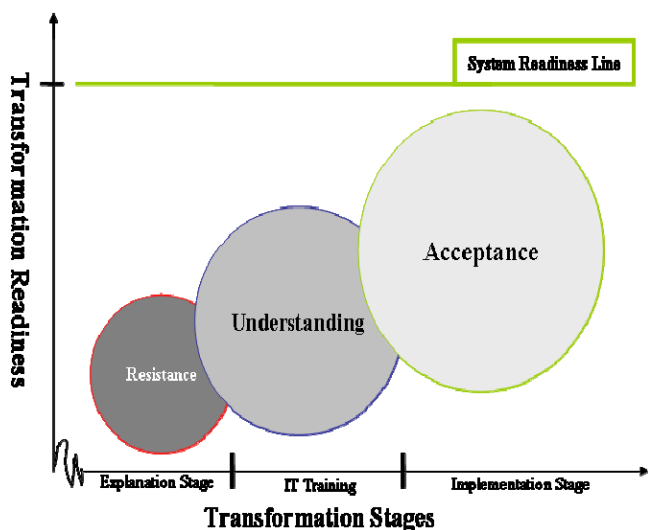 System Readiness Line
Transformation Readiness
Acceptance
Understanding
Resistance
Explanation Stage
IT Training
Implementation Stage
Transformation Stages